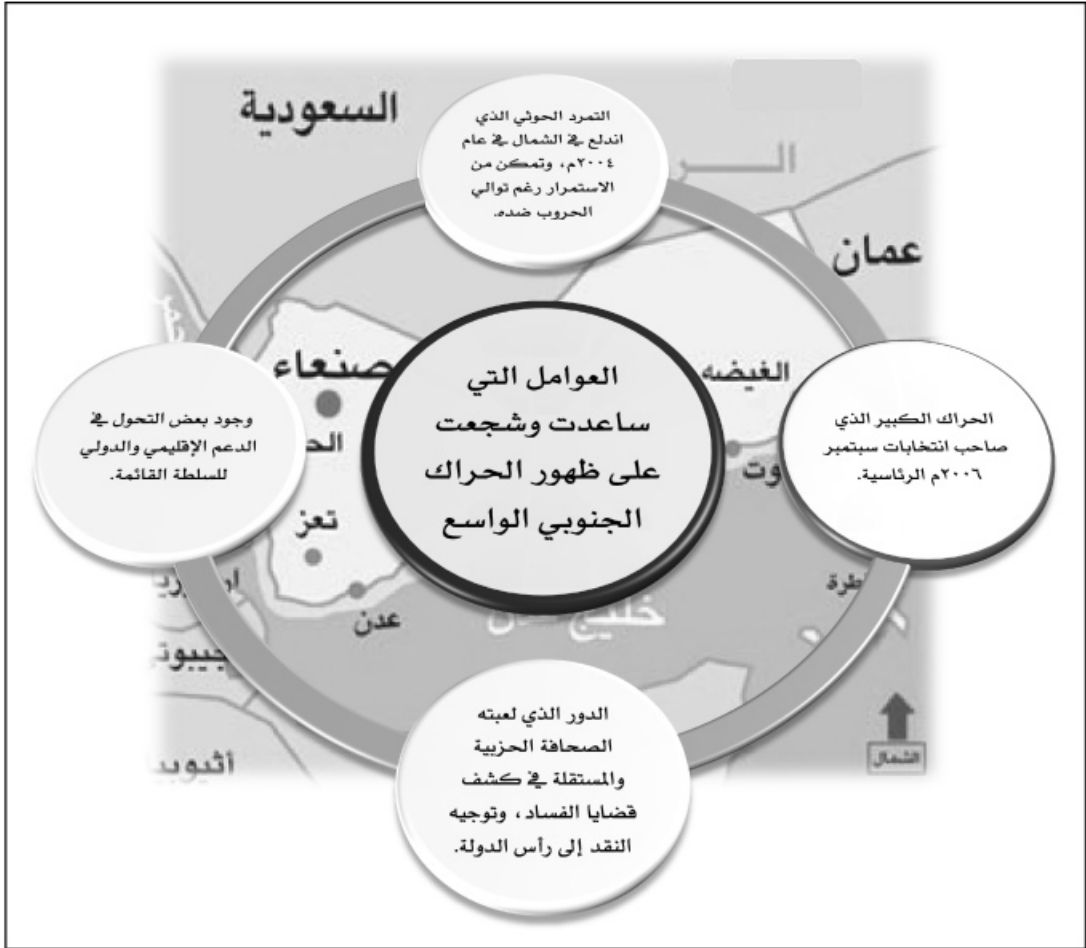 السعودية
التمرد الحوثي الذي
اندلع في الشمال في عام
٢٠٠٤م، وتمكن من
الاستمرار رغم توالي
الحروب ضده.
عمان
صنعاء
الغيضه
العوامل التي
ساعدت وشجعت
على ظهور الحراك
الجنوبي الواسع
الحراك الكبير الذي
صاحب انتخابات سبتمبر
٢٠٠٦م الرئاسية.
وجود بعض التحول في
الدعم الإقليمي والدولي
للسلطة القائمة.
تعز
عدن
خليج
الدور الذي لعبته
الصحافة الحزبية
والمستقلة في كشف
قضايا الفساد، وتوجيه
النقد إلى رأس الدولة.
الشمال